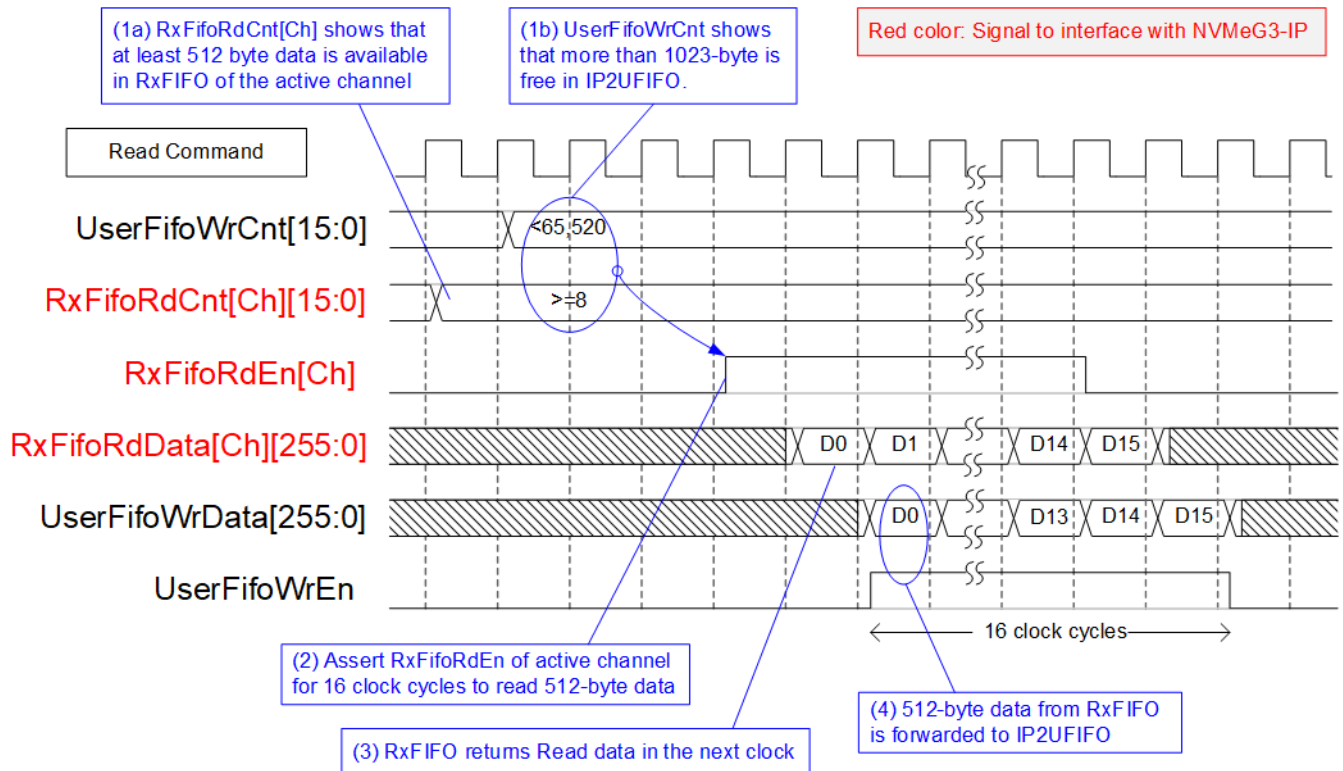 (1a) RxFifoRdCnt[Ch] shows that
at least 512 byte data is available
in RxFIFO of the active channel
(1b) UserFifoWrCnt shows
that more than 1023-byte is
free in IP2UFIFO.
Red color: Signal to interface with NVMeG3-IP
Read Command
UserFifoWrCnt[15:0]
<65,520
RxFifoRdCnt[Ch][15:0]
>=8
RxFifoRdEn[Ch]
RxFifoRdData[Ch][255:0]
D0 D1 D14 D15
UserFifoWrData[255:0]
D0 D13 D14 D15
UserFifoWrEn
16 clock cycles
(2) Assert RxFifoRdEn of active channel
for 16 clock cycles to read 512-byte data
(3) RxFIFO returns Read data in the next clock
(4) 512-byte data from RxFIFO
is forwarded to IP2UFIFO